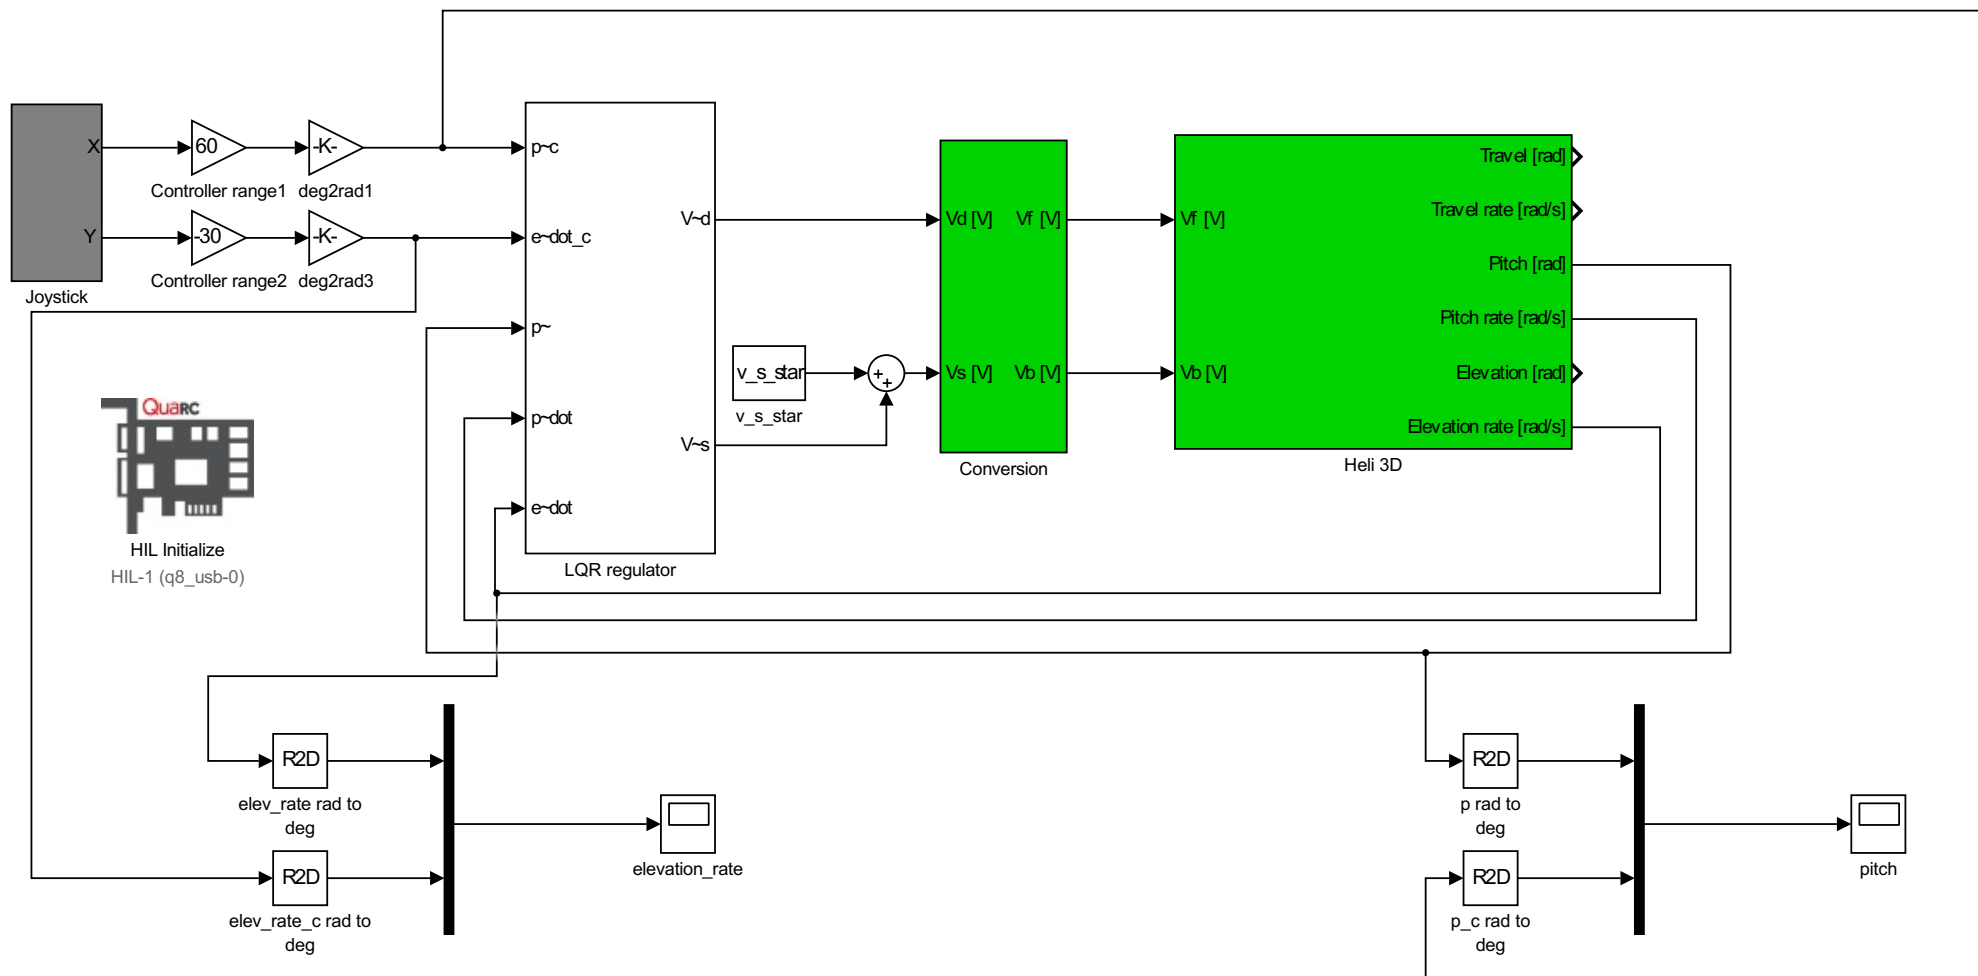 X
60
-K-
Controller range1
deg2rad1
Y
-30
-K-
Controller range2
deg2rad3
Joystick
p~c
e~dot_c
p~
p~dot
e~dot
V~d
V~s
LQR regulator
v_s_star
v_s_star
+
+
Vd [V]
Vf [V]
Vs [V]
Vb [V]
Conversion
Vf [V]
Vb [V]
Travel [rad]
Travel rate [rad/s]
Pitch [rad]
Pitch rate [rad/s]
Elevation [rad]
Elevation rate [rad/s]
Heli 3D
QuaRC
HIL Initialize
HIL-1 (q8_usb-0)
R2D
elev_rate rad to
deg
R2D
elev_rate_c rad to
deg
elevation_rate
R2D
p rad to
deg
R2D
p_c rad to
deg
pitch